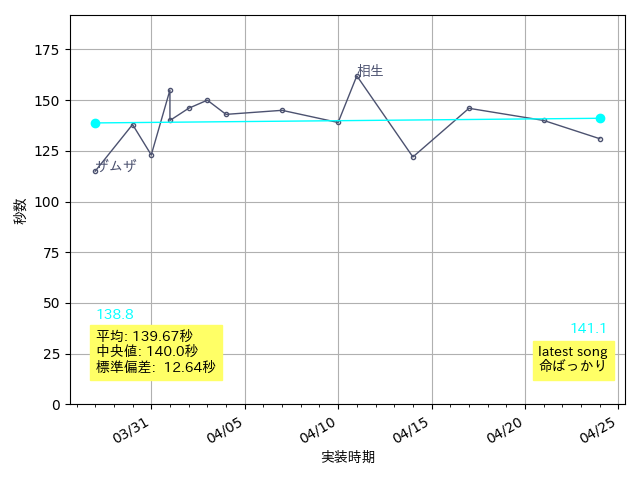 175
150
125
100
75
50
25
0
秒数
相生
ザムザ
138.8
平均: 139.67秒
中央値: 140.0秒
標準偏差: 12.64秒
141.1
latest song
命ばっかり
03/31
04/05
04/10
04/15
04/20
04/25
実装時期